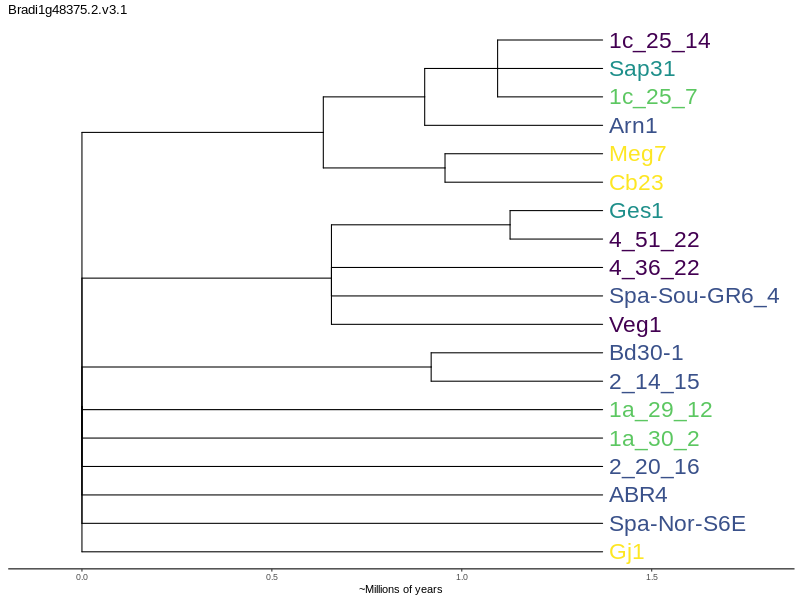 Bradi1g48375.2.v3.1
1c_25_14
Sap31
1c_25_7
Arn1
Meg7
Cb23
Ges1
4_51_22
4_36_22
Spa-Sou-GR6_4
Veg1
Bd30-1
2_14_15
1a_29_12
1a_30_2
2_20_16
ABR4
Spa-Nor-S6E
Gj1
0.0 0.5 1.0 1.5
~Millions of years